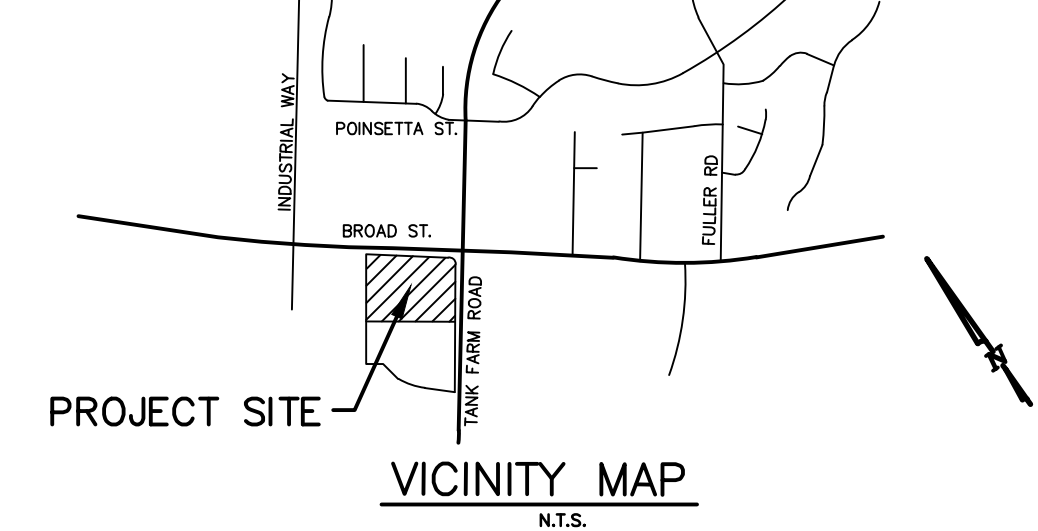 INDUSTRIAL WAY
POINSETTA ST.
FULLER RD
BROAD ST.
TANK FARM ROAD
N
PROJECT SITE
VICINITY MAP
N.T.S.